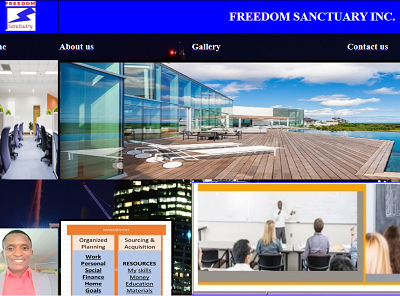 FREEDOM
Sanctuary
FREEDOM SANCTUARY INC.
me
About us
Gallery
Contact us
Organized
Planning
Work
Personal
Social
Finance
Home
Goals
Sourcing &
Acquisition
RESOURCES
My skills
Money
Education
Materials